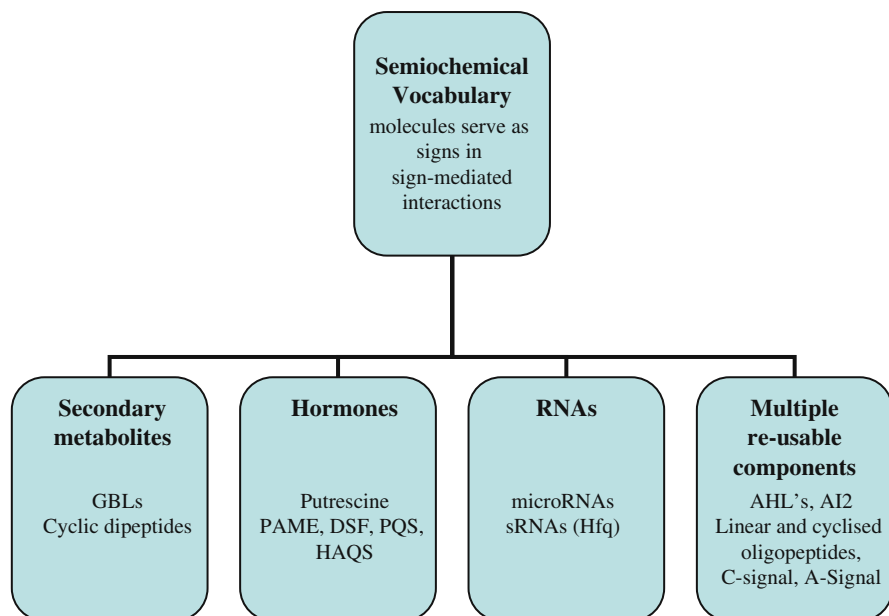 Semiochemical
Vocabulary
molecules serve as
signs in
sign-mediated
interactions
Secondary
metabolites
GBLs
Cyclic dipeptides
Hormones
Putrescine
PAME, DSF, PQS,
HAQS
RNAs
microRNAs
sRNAs (Hfq)
Multiple
re-usable
components
AHL's, AI2
Linear and cyclised
oligopeptides,
C-signal, A-Signal